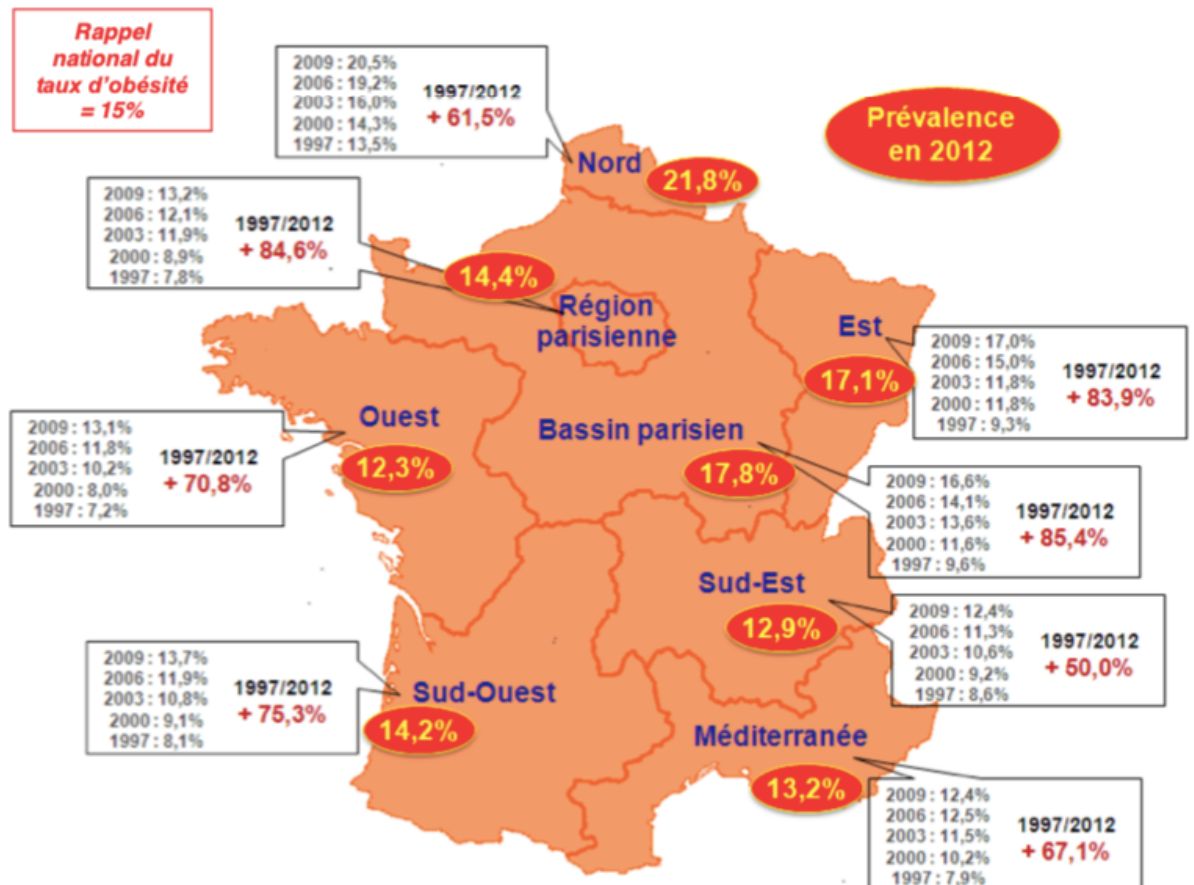 Rappel
national du
taux d'obésité
= 15%
2009 : 20,5%
2006 : 19,2%
2003 : 16,0%
2000 : 14,3%
1997 : 13,5%
1997/2012
+ 61,5%
Prévalence
en 2012
Nord
21,8%
2009 : 13,2%
2006 : 12,1%
2003 : 11,9%
2000 : 8,9%
1997 : 7,8%
1997/2012
+ 84,6%
14,4%
Région
parisienne
Est
17,1%
2009 : 17,0%
2006 : 15,0%
2003 : 11,8%
2000 : 11,8%
1997 : 9,3%
1997/2012
+ 83,9%
2009 : 13,1%
2006 : 11,8%
2003 : 10,2%
2000 : 8,0%
1997 : 7,2%
1997/2012
+ 70,8%
Ouest
12,3%
Bassin parisien
17,8%
2009 : 16,6%
2006 : 14,1%
2003 : 13,6%
2000 : 11,6%
1997 : 9,6%
1997/2012
+ 85,4%
Sud-Est
12,9%
2009 : 12,4%
2006 : 11,3%
2003 : 10,6%
2000 : 9,2%
1997 : 8,6%
1997/2012
+ 50,0%
2009 : 13,7%
2006 : 11,9%
2003 : 10,8%
2000 : 9,1%
1997 : 8,1%
1997/2012
+ 75,3%
Sud-Ouest
14,2%
Méditerranée
13,2%
2009 : 12,4%
2006 : 12,5%
2003 : 11,5%
2000 : 10,2%
1997 : 7,9%
1997/2012
+ 67,1%